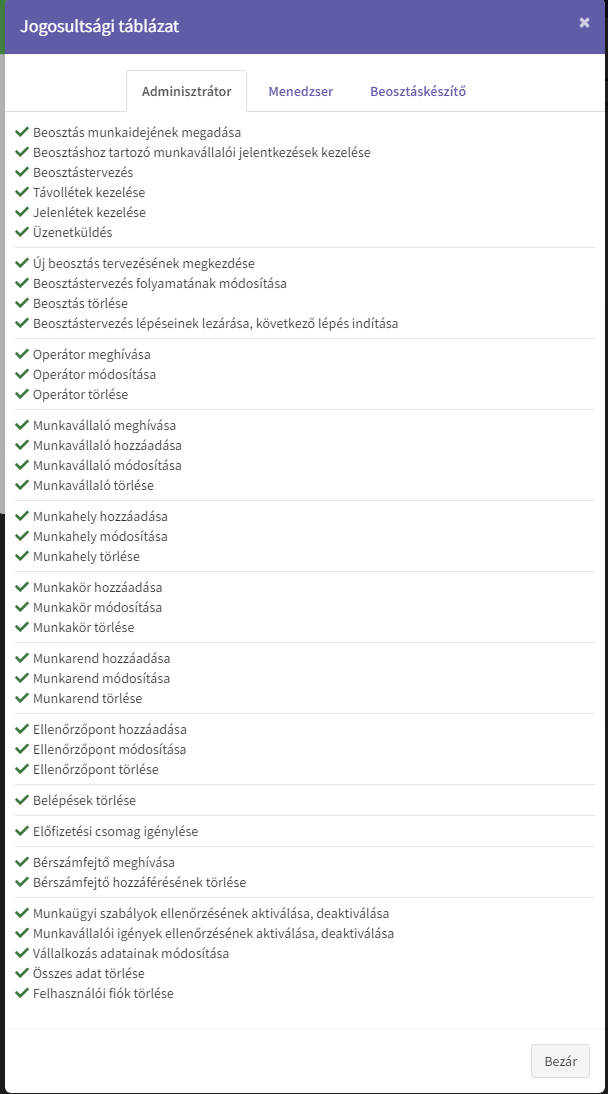 Jogosultsági táblázat
Adminisztrátor
Menedzser
Beosztáskészítő
Beosztás munkaidejének megadása
Beosztáshoz tartozó munkavállalói jelentkezések kezelése
Beosztástervezés
Távollétek kezelése
Jelenlétek kezelése
Üzenetküldés
Új beosztás tervezésének megkezdése
Beosztástervezés folyamatának módosítása
Beosztás törlése
Beosztástervezés lépéseinek lezárása, következő lépés indítása
Operátor meghívása
Operátor módosítása
Operátor törlése
Munkavállaló meghívása
Munkavállaló hozzáadása
Munkavállaló módosítása
Munkavállaló törlése
Munkahely hozzáadása
Munkahely módosítása
Munkahely törlése
Munkakör hozzáadása
Munkakör módosítása
Munkakör törlése
Munkarend hozzáadása
Munkarend módosítása
Munkarend törlése
Ellenőrzőpont hozzáadása
Ellenőrzőpont módosítása
Ellenőrzőpont törlése
Belépések törlése
Előfizetési csomag igénylése
Bérszámfejtő meghívása
Bérszámfejtő hozzáférésének törlése
Munkaügyi szabályok ellenőrzésének aktiválása, deaktiválása
Munkavállalói igények ellenőrzésének aktiválása, deaktiválása
Vállalkozás adatainak módosítása
Összes adat törlése
Felhasználói fiók törlése
Bezár